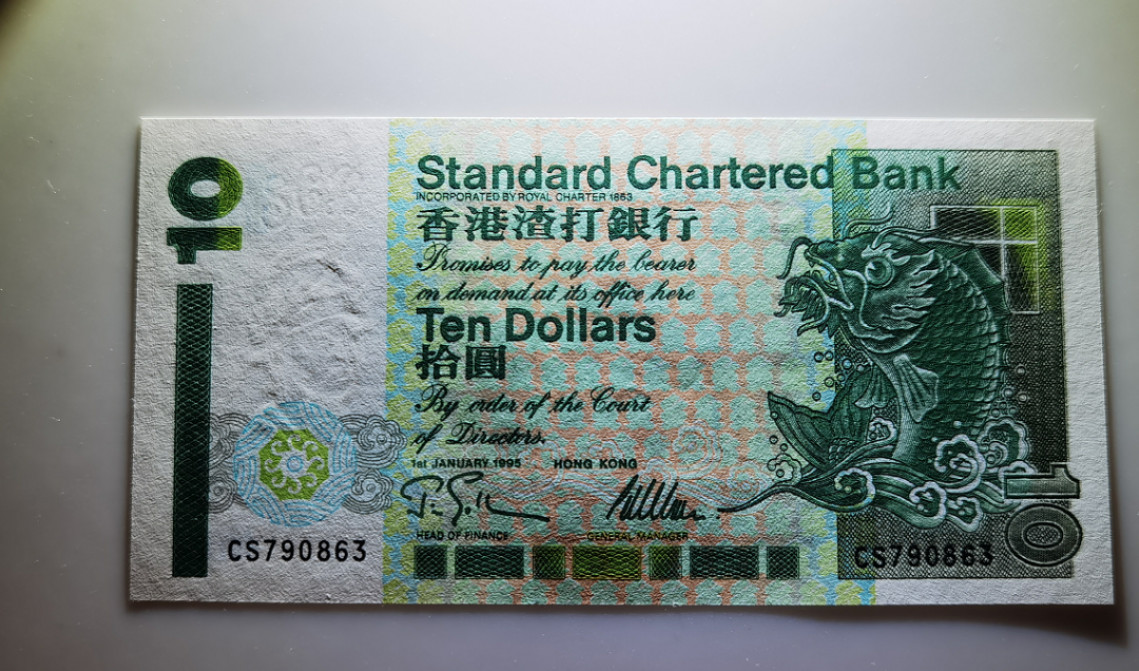 10
Standard Chartered Bank
INCORPORATED BY ROYAL CHARTER 1853
香港渣打銀行
Promises to pay the bearer
on demand at its office here
Ten Dollars
拾圓
By order of the Court
of Directors.
1st JANUARY 1995 HONG KONG
HEAD OF FINANCE GENERAL MANAGER
CS790863
CS790863
10